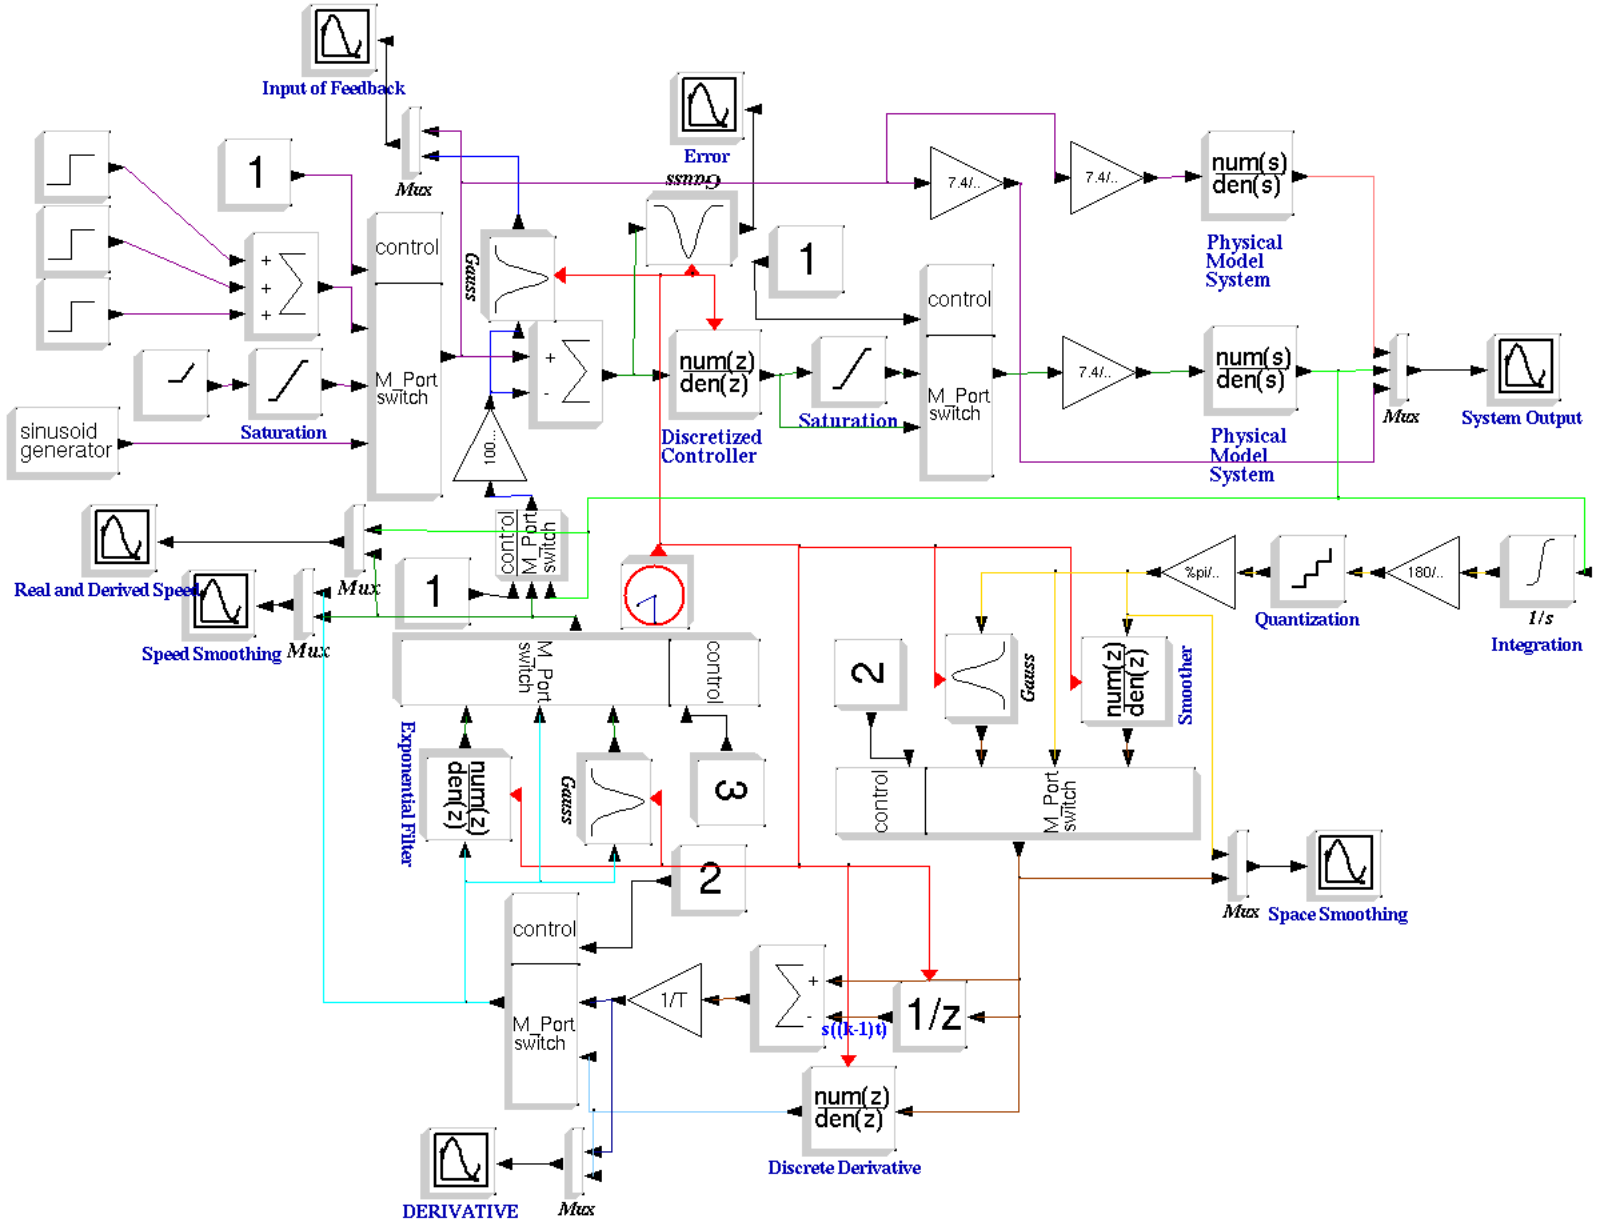 Input of Feedback
Error
Mux
Gauss
1
num(s)
den(s)
7.4/..
7.4/..
Physical
Model
System
control
+
+
+
Σ
M_Port
switch
Gauss
1
control
M_Port
switch
+
-
Σ
num(z)
den(z)
Discretized
Controller
Saturation
7.4/..
num(s)
den(s)
Physical
Model
System
Mux
System Output
Saturation
sinusoid
generator
100..
control
M_Port
switch
Real and Derived Speed
Mux
1
Speed Smoothing
Mux
%pi/..
Quantization
180/..
1/s
Integration
M_Port
switch
control
2
Gauss
num(z)
den(z)
Smoother
Exponential Filter
num(z)
den(z)
Gauss
3
control
M_Port
switch
2
Mux
Space Smoothing
control
M_Port
switch
1/T
Σ
+
-
s((k-1)t)
1/z
num(z)
den(z)
Discrete Derivative
DERIVATIVE
Mux